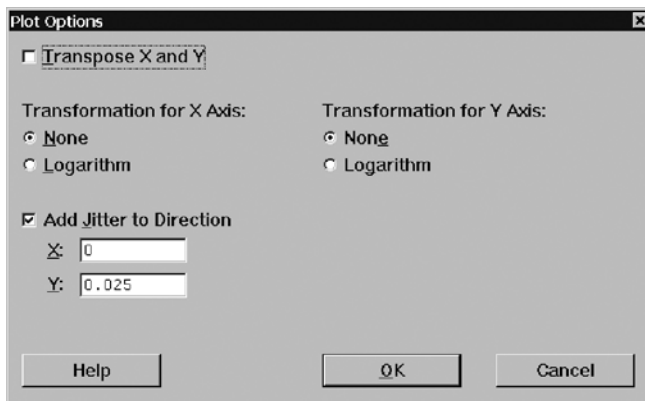 Plot Options
Transpose X and Y
Transformation for X Axis:
Transformation for Y Axis:
None
None
Logarithm
Logarithm
Add Jitter to Direction
X: 0
Y: 0.025
Help
OK
Cancel